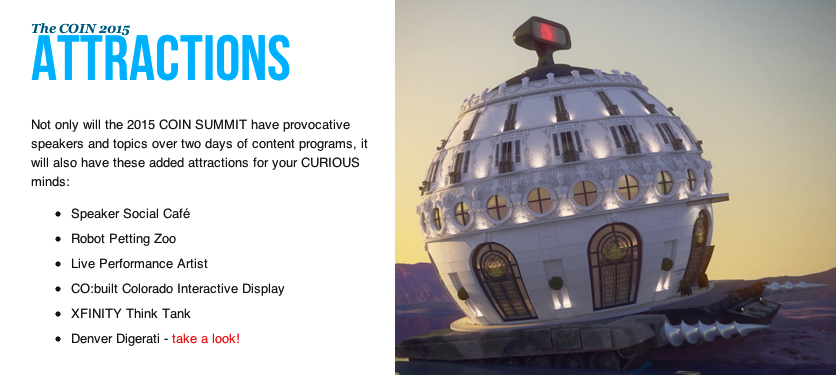 The COIN 2015
ATTRACTIONS
Not only will the 2015 COIN SUMMIT have provocative
speakers and topics over two days of content programs, it
will also have these added attractions for your CURIOUS
minds:
• Speaker Social Café
• Robot Petting Zoo
• Live Performance Artist
• CO:built Colorado Interactive Display
• XFINITY Think Tank
• Denver Digerati - take a look!